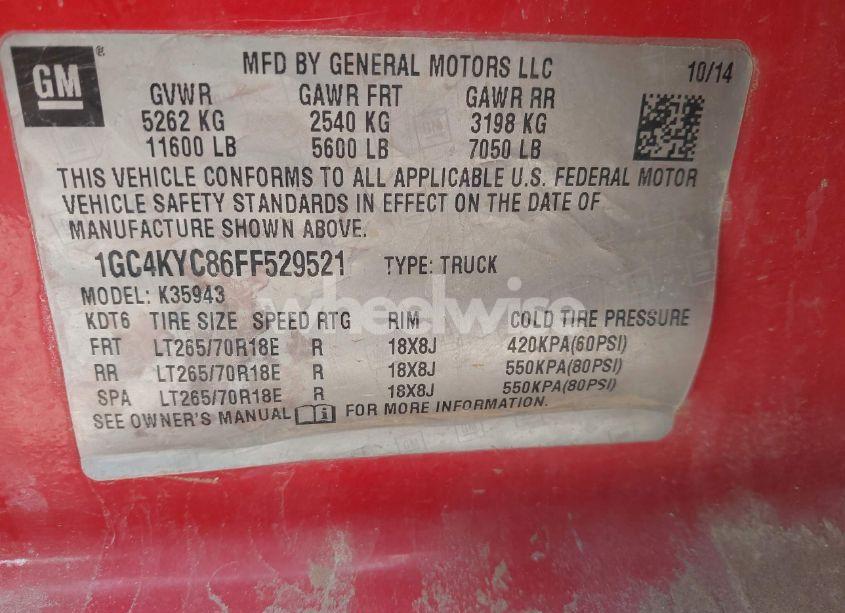 GM
MFD BY GENERAL MOTORS LLC 10/14
GVWR GAWR FRT GAWR RR
5262 KG 2540 KG 3198 KG
11600 LB 5600 LB 7050 LB
THIS VEHICLE CONFORMS TO ALL APPLICABLE U.S. FEDERAL MOTOR
VEHICLE SAFETY STANDARDS IN EFFECT ON THE DATE OF
MANUFACTURE SHOWN ABOVE.
1GC4KYC86FF529521 TYPE: TRUCK
MODEL: K35943
wheelwise
KDT6 TIRE SIZE SPEED RTG RIM COLD TIRE PRESSURE
FRT LT265/70R18E R 18X8J 420KPA(60PSI)
RR LT265/70R18E R 18X8J 550KPA(80PSI)
SPA LT265/70R18E R 18X8J 550KPA(80PSI)
SEE OWNER'S MANUAL FOR MORE INFORMATION.